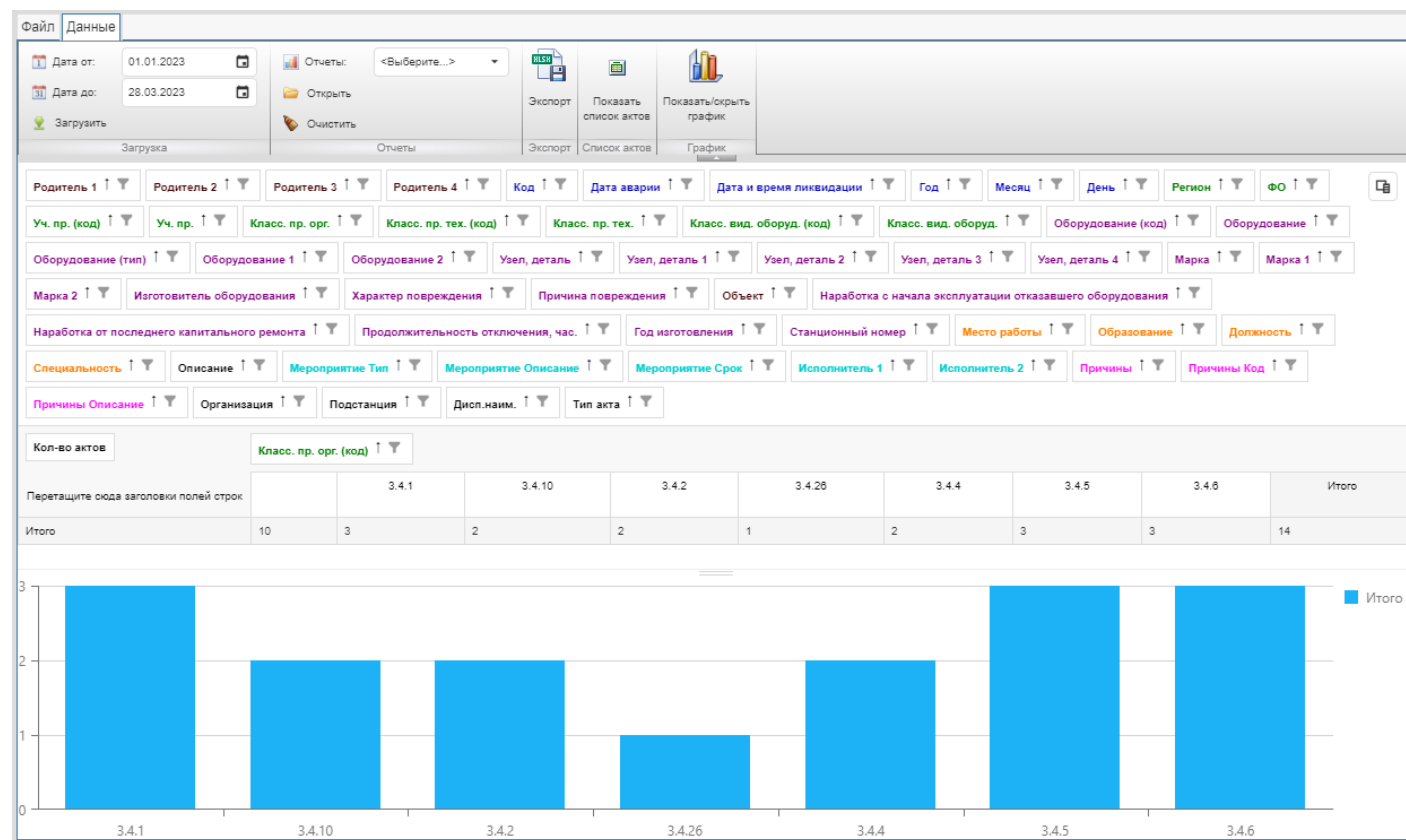 Файл Данные
Дата от: 01.01.2023 Отчеты: <Выберите...>
Дата до: 28.03.2023 Открыть
Загрузить Очистить
Экспорт Показать список актов Показать/скрыть график
Загрузка Отчеты Экспорт Список актов График
Родитель 1 Родитель 2 Родитель 3 Родитель 4 Код Дата аварии Дата и время ликвидации Год Месяц День Регион ФО
Уч. пр. (код) Уч. пр. Класс. пр. орг. Класс. пр. тех. (код) Класс. пр. тех. Класс. вид. оборуд. (код) Класс. вид. оборуд. Оборудование (код) Оборудование
Оборудование (тип) Оборудование 1 Оборудование 2 Узел, деталь Узел, деталь 1 Узел, деталь 2 Узел, деталь 3 Узел, деталь 4 Марка Марка 1
Марка 2 Изготовитель оборудования Характер повреждения Причина повреждения Объект Наработка с начала эксплуатации отказавшего оборудования
Наработка от последнего капитального ремонта Продолжительность отключения, час. Год изготовления Станционный номер Место работы Образование Должность
Специальность Описание Мероприятие Тип Мероприятие Описание Мероприятие Срок Исполнитель 1 Исполнитель 2 Причины Причины Код
Причины Описание Организация Подстанция Дисп.наим. Тип акта
Кол-во актов Класс. пр. орг. (код)
Перетащите сюда заголовки полей строк 3.4.1 3.4.10 3.4.2 3.4.26 3.4.4 3.4.5 3.4.6 Итого
Итого 10 3 2 2 1 2 3 3 14
3
Итого
2
1
0
3.4.1 3.4.10 3.4.2 3.4.26 3.4.4 3.4.5 3.4.6